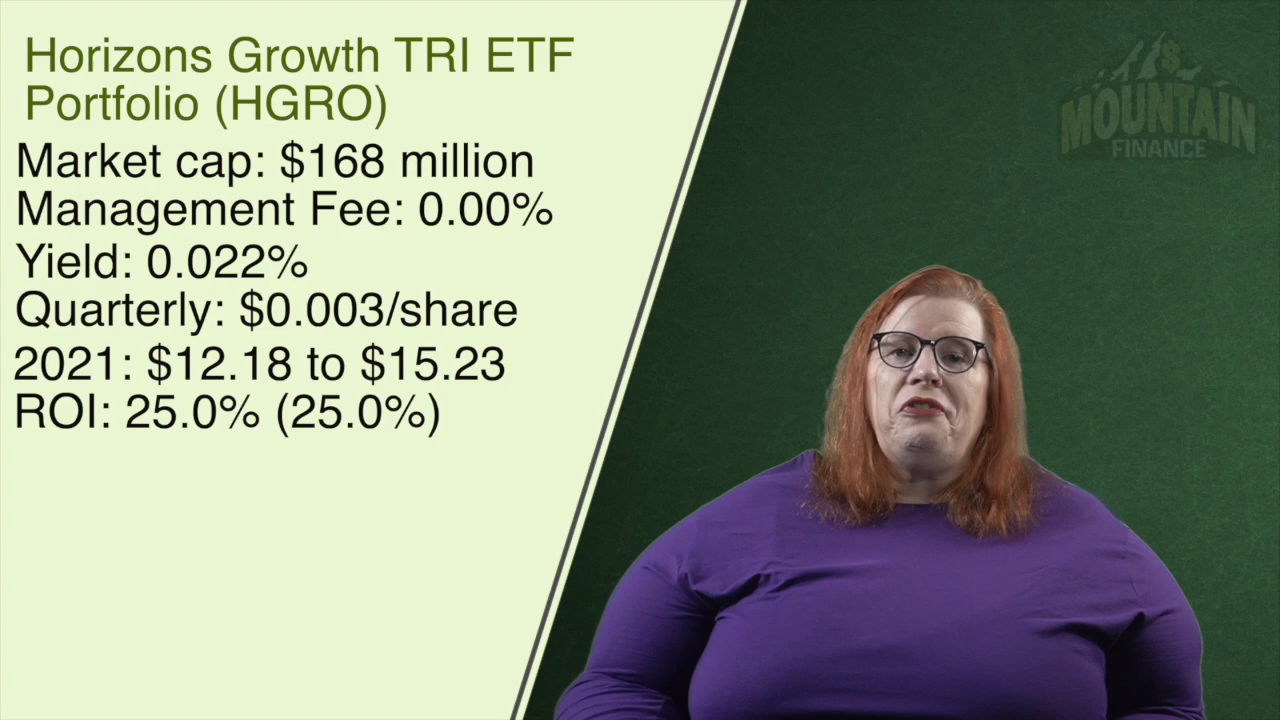 Horizons Growth TRI ETF
Portfolio (HGRO)
Market cap: $168 million
Management Fee: 0.00%
Yield: 0.022%
Quarterly: $0.003/share
2021: $12.18 to $15.23
ROI: 25.0% (25.0%)
$
MOUNTAIN
FINANCE